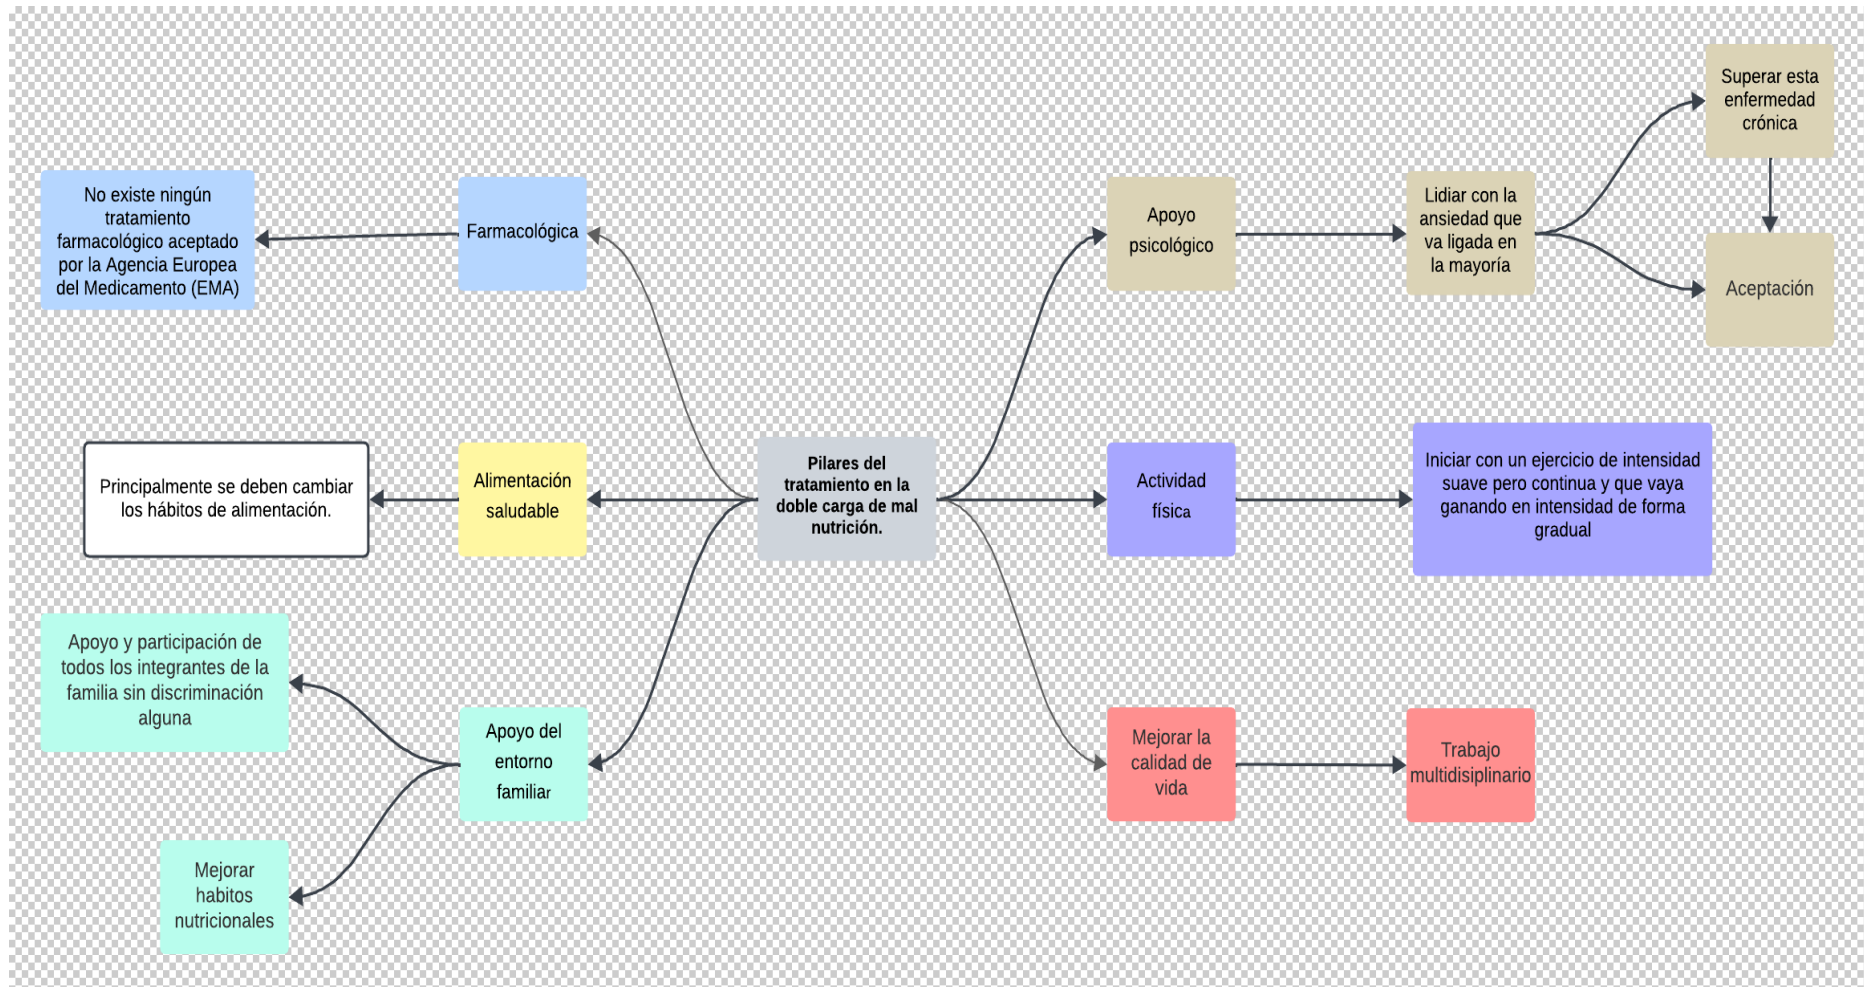 Superar esta
enfermedad
crónica
No existe ningún
tratamiento
farmacológico aceptado
por la Agencia Europea
del Medicamento (EMA)
Farmacológica
Apoyo
psicológico
Lidiar con la
ansiedad que
va ligada en
la mayoría
Aceptación
Principalmente se deben cambiar
los hábitos de alimentación.
Alimentación
saludable
Pilares del
tratamiento en la
doble carga de mal
nutrición.
Actividad
física
Iniciar con un ejercicio de intensidad
suave pero continua y que vaya
ganando en intensidad de forma
gradual
Apoyo y participación de
todos los integrantes de la
familia sin discriminación
alguna
Apoyo del
entorno
familiar
Mejorar la
calidad de
vida
Trabajo
multidisiplinario
Mejorar
habitos
nutricionales